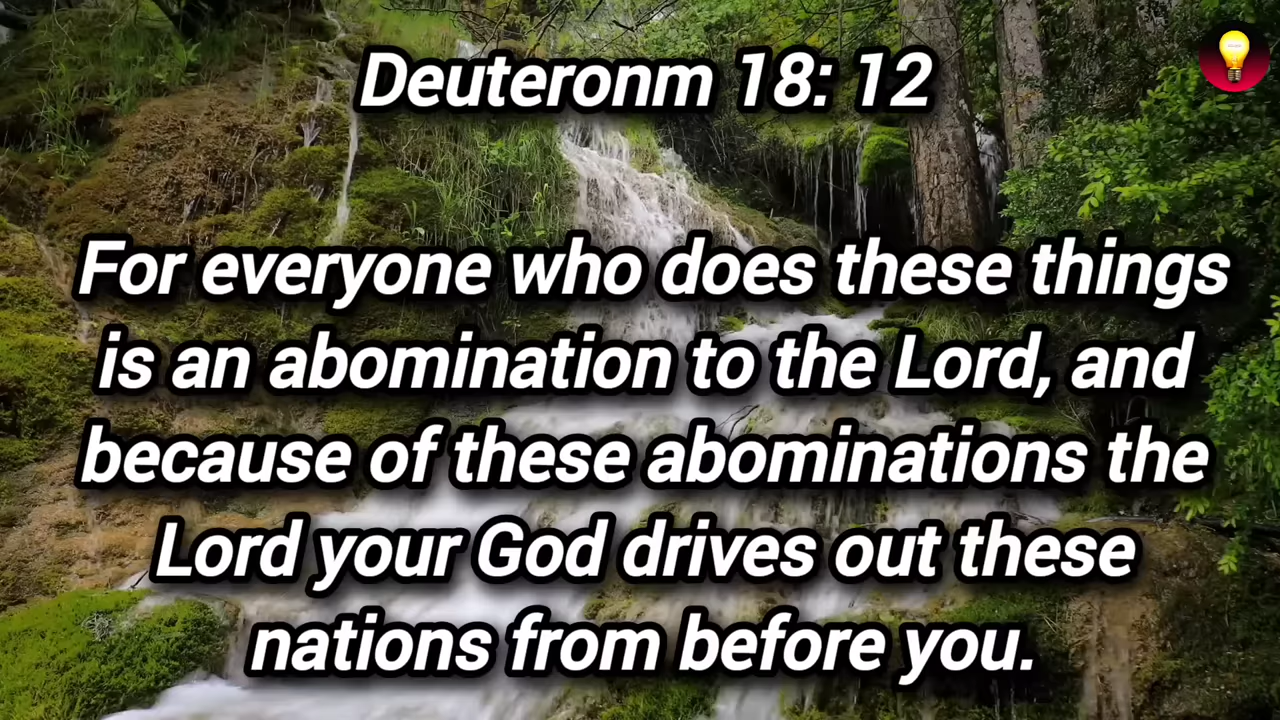 Deuteronm 18: 12
For everyone who does these things
is an abomination to the Lord, and
because of these abominations the
Lord your God drives out these
nations from before you.